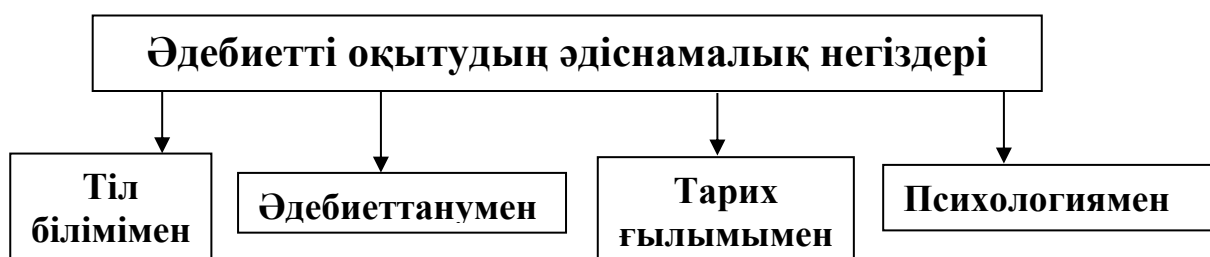 Әдебиетті оқытудың әдіснамалық негіздері
Тіл
білімімен
Әдебиеттанумен
Тарих
ғылымымен
Психологиямен